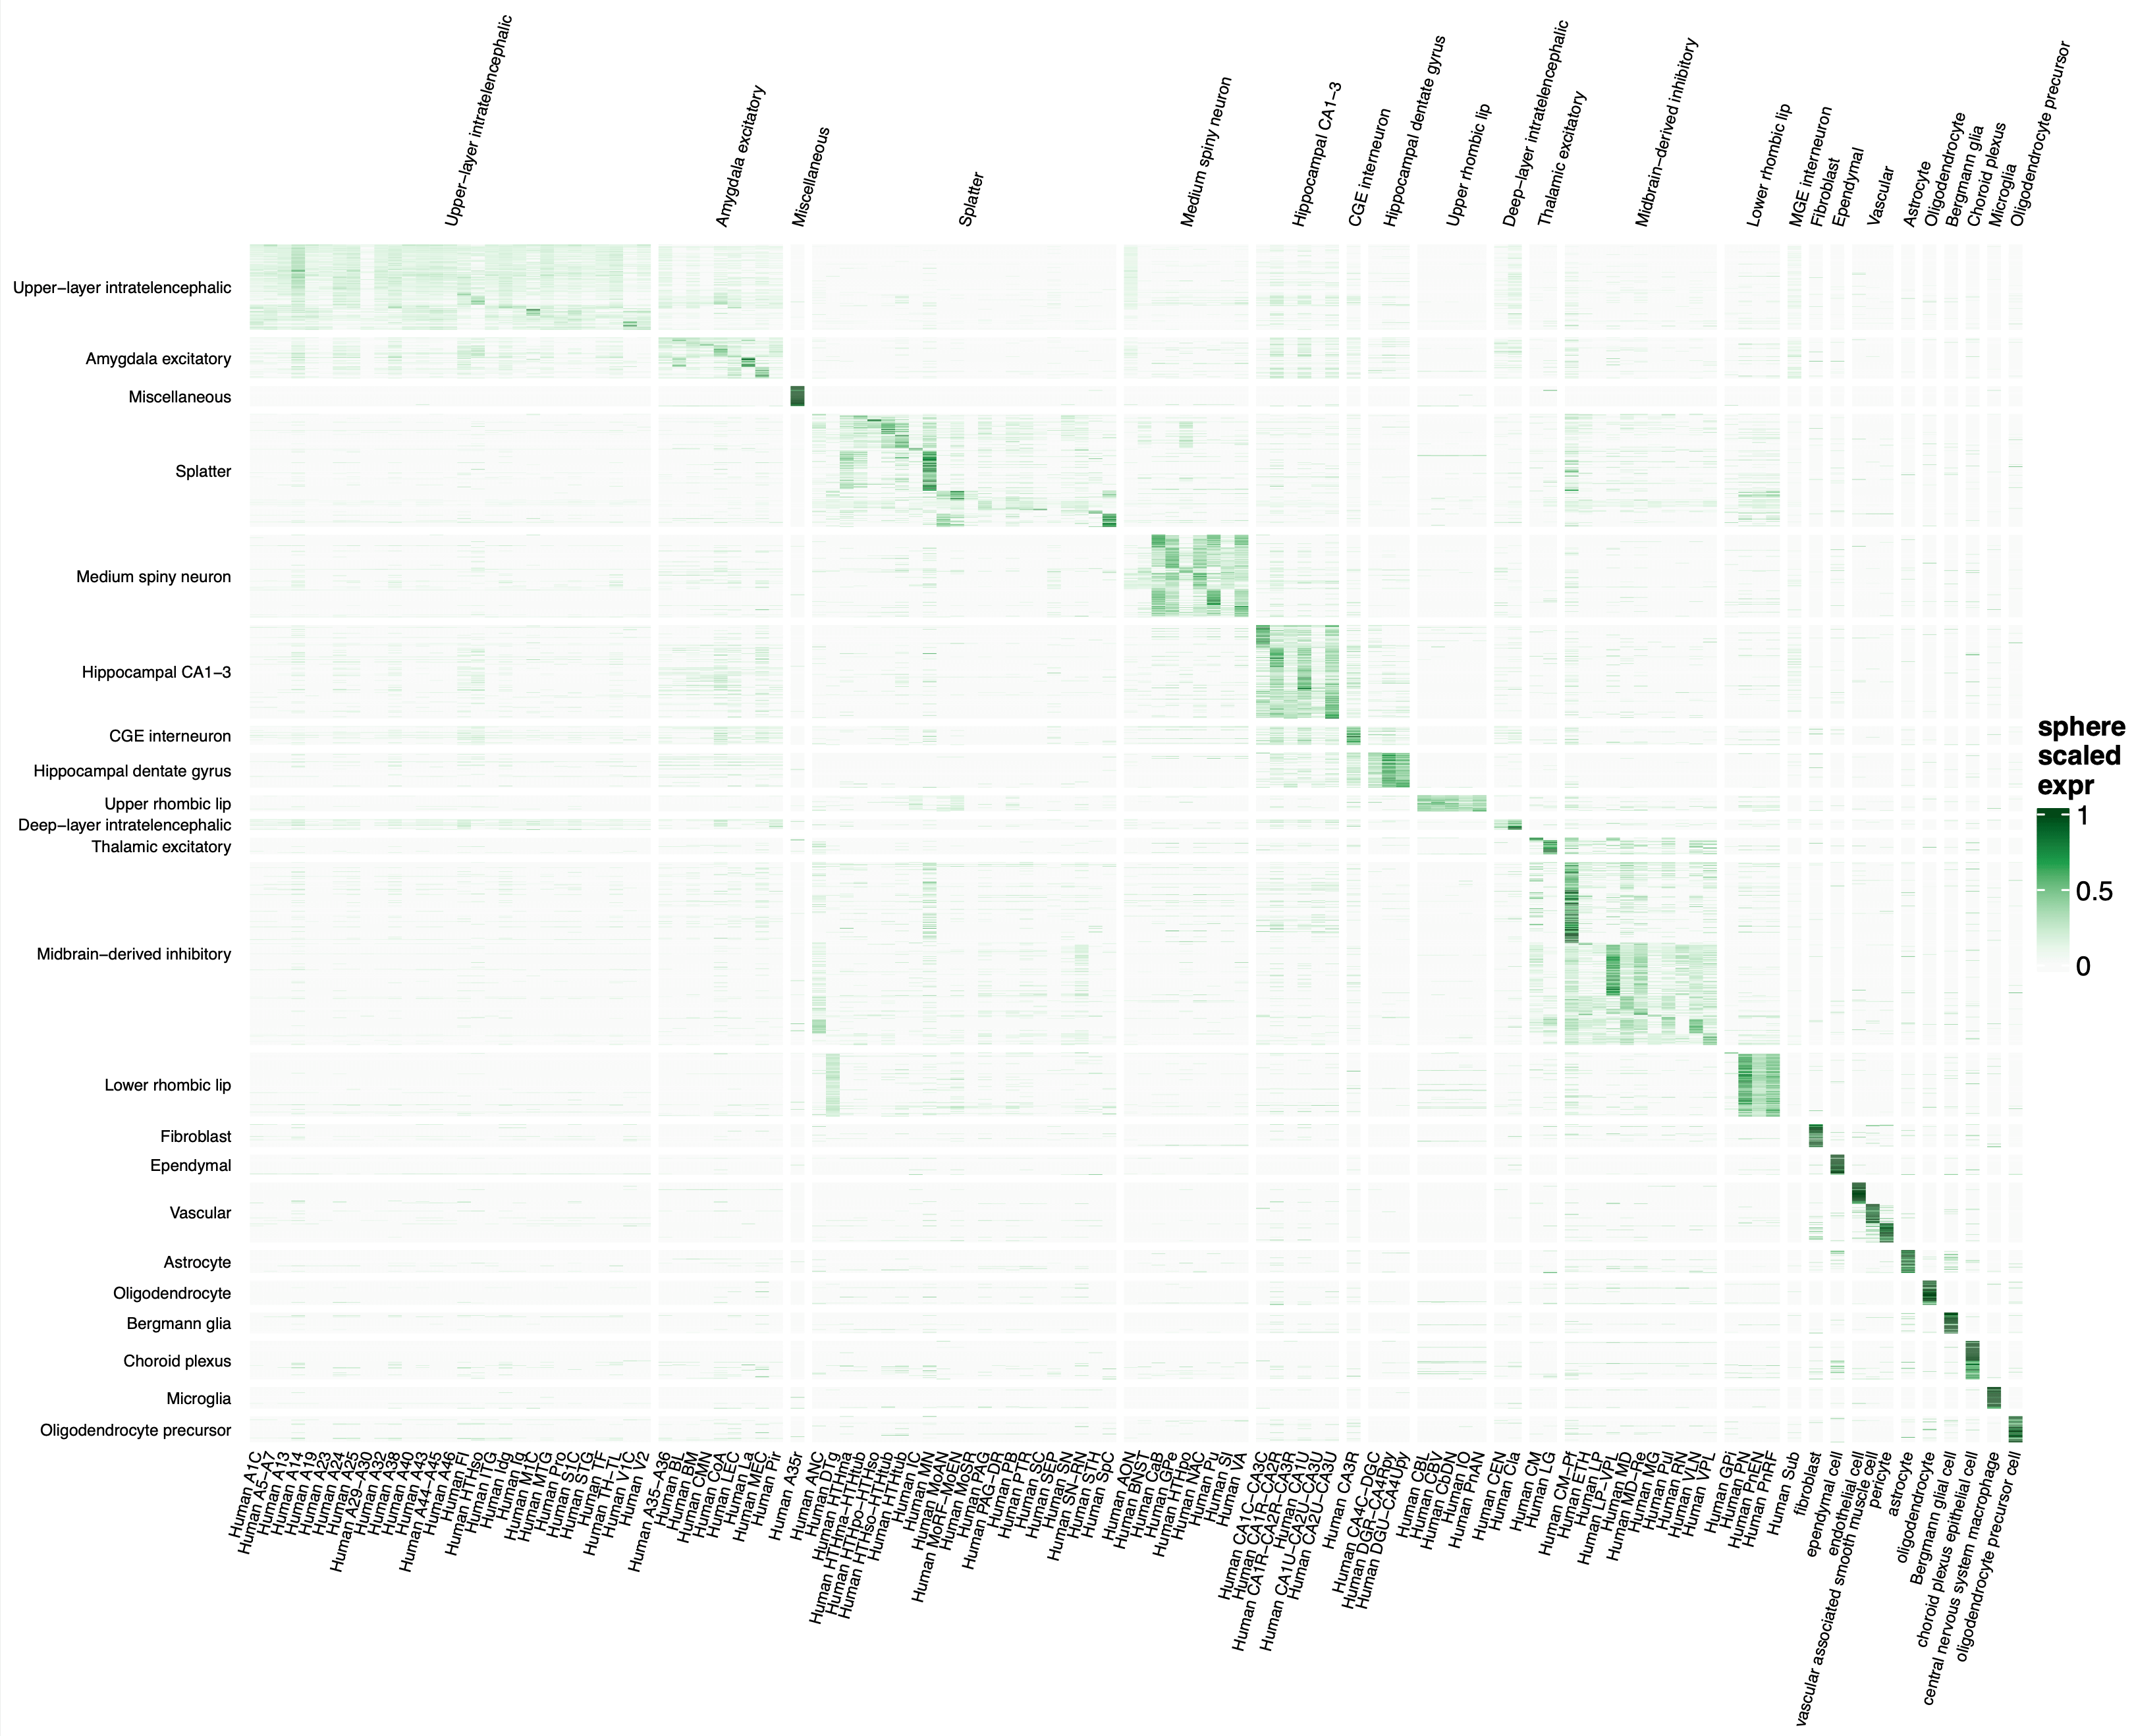 Upper−layer intratelencephalic
Amygdala excitatory
Miscellaneous
Splatter
Medium spiny neuron
Hippocampal CA1−3
CGE interneuron
Hippocampal dentate gyrus
Upper rhombic lip
Deep−layer intratelencephalic
Thalamic excitatory
Midbrain−derived inhibitory
Lower rhombic lip
MGE interneuron
Fibroblast
Ependymal
Vascular
Astrocyte
Oligodendrocyte
Bergmann glia
Choroid plexus
Microglia
Oligodendrocyte precursor
Upper−layer intratelencephalic
Amygdala excitatory
Miscellaneous
Splatter
Medium spiny neuron
Hippocampal CA1−3
CGE interneuron
Hippocampal dentate gyrus
Upper rhombic lip
Deep−layer intratelencephalic
Thalamic excitatory
Midbrain−derived inhibitory
Lower rhombic lip
Fibroblast
Ependymal
Vascular
Astrocyte
Oligodendrocyte
Bergmann glia
Choroid plexus
Microglia
Oligodendrocyte precursor
sphere
scaled
expr
1
0.5
0
Human A1C
Human A5−A7
Human A13
Human A14
Human A19
Human A23
Human A24
Human A25
Human A29−A30
Human A32
Human A38
Human A40
Human A43
Human A44−A45
Human A46
Human FI
Human HTHso
Human ITG
Human Idg
Human Ig
Human M1C
Human MTG
Human Pro
Human S1C
Human STG
Human TF
Human TH−TL
Human V1C
Human V2
Human A35−A36
Human BL
Human BM
Human CMN
Human CoA
Human LEC
Human La
Human MEC
Human Pir
Human A35r
Human ANC
Human DTg
Human HTHma
Human HTHma−HTHtub
Human HTHpo−HTHso
Human HTHso−HTHtub
Human HTHtub
Human IC
Human MN
Human MoAN
Human MoRF−MoEN
Human MoSR
Human PAG
Human PAG−DR
Human PB
Human PTR
Human SC
Human SEP
Human SN
Human SN−RN
Human STH
Human SpC
Human AON
Human BNST
Human CaB
Human GPe
Human HTHpo
Human NAC
Human Pu
Human SI
Human VA
Human CA1C−CA3C
Human CA1R−CA2R
Human CA1R−CA2R−CA3R
Human CA1U
Human CA1U−CA2U−CA3U
Human CA2U−CA3U
Human CA3R
Human CA4C−DGC
Human DGR−CA4Rpy
Human DGU−CA4Upy
Human CBL
Human CBV
Human CbDN
Human IO
Human PnAN
Human CEN
Human Cla
Human CM
Human LG
Human CM−Pf
Human ETH
Human LP
Human LP−VPL
Human MD
Human MD−Re
Human MG
Human Pul
Human RN
Human VLN
Human VPL
Human GPi
Human PN
Human PnEN
Human PnRF
Human Sub
fibroblast
ependymal cell
endothelial cell
vascular associated smooth muscle cell
pericyte
astrocyte
oligodendrocyte
Bergmann glial cell
choroid plexus epithelial cell
central nervous system macrophage
oligodendrocyte precursor cell